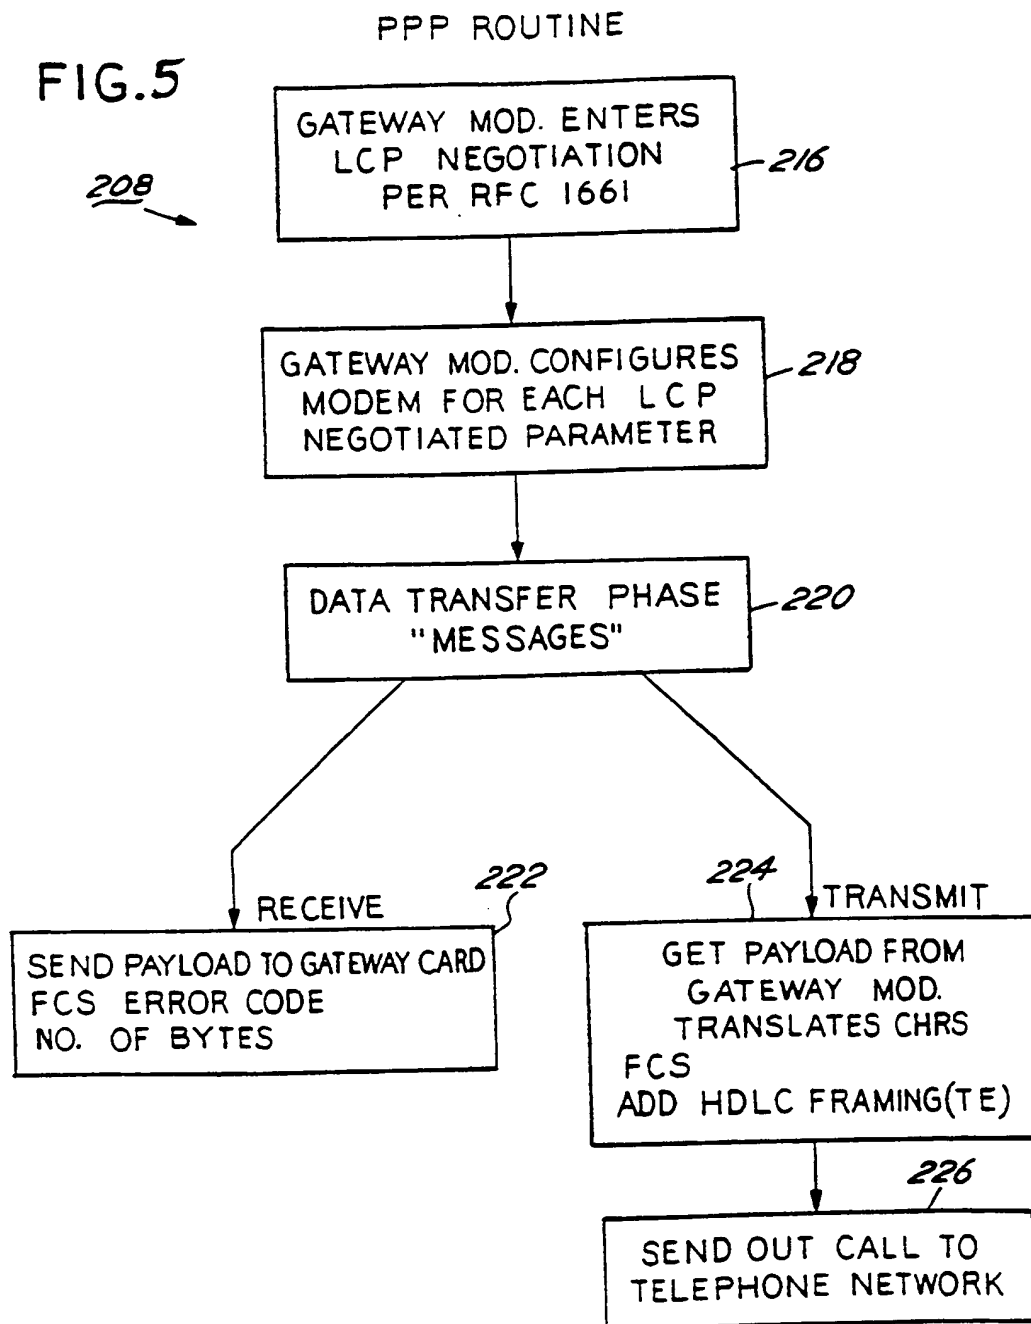 PPP ROUTINE
FIG.5
208
GATEWAY MOD. ENTERS
LCP NEGOTIATION
PER RFC 1661
216
GATEWAY MOD. CONFIGURES
MODEM FOR EACH LCP
NEGOTIATED PARAMETER
218
DATA TRANSFER PHASE
"MESSAGES"
220
RECEIVE
222
SEND PAYLOAD TO GATEWAY CARD
FCS ERROR CODE
NO. OF BYTES
224
TRANSMIT
GET PAYLOAD FROM
GATEWAY MOD.
TRANSLATES CHRS
FCS
ADD HDLC FRAMING(TE)
226
SEND OUT CALL TO
TELEPHONE NETWORK